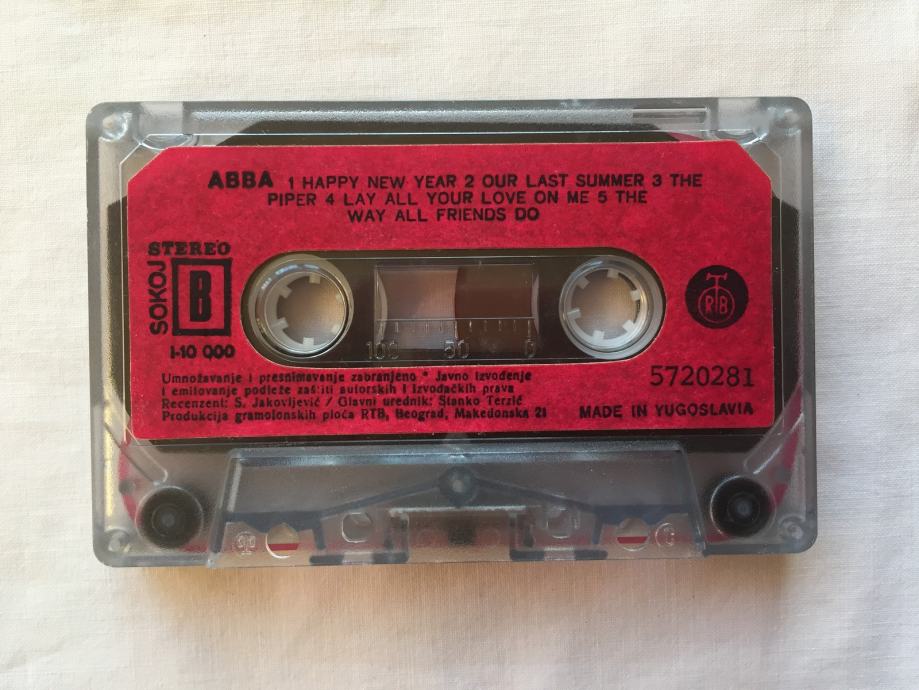 ABBA 1 HAPPY NEW YEAR 2 OUR LAST SUMMER 3 THE
PIPER 4 LAY ALL YOUR LOVE ON ME 5 THE
WAY ALL FRIENDS DO
STEREO
SOKOJ
B
1-10 000
100 50 0
RTB
Umnožavanje i presnimavanje zabranjeno * Javno izvođenje
i emitovanje podleže zaštiti autorskih i izvođačkih prava
Recenzent: S. Jakovljević / Glavni urednik: Stanko Terzić
Produkcija gramofonskih ploča RTB, Beograd, Makedonska 21
5720281
MADE IN YUGOSLAVIA